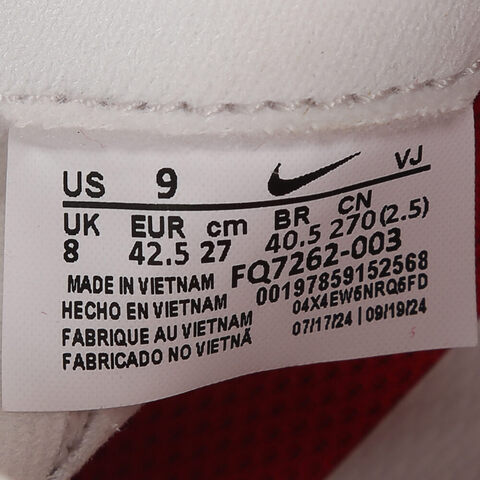 US 9 VJ
UK EUR cm BR CN
8 42.5 27 40.5 270(2.5)
MADE IN VIETNAM FQ7262-003
HECHO EN VIETNAM 00197859152568
FABRIQUE AU VIETNAM 04X4EW6NRQ6FD
FABRICADO NO VIETNÃ 07/17/24 | 09/19/24